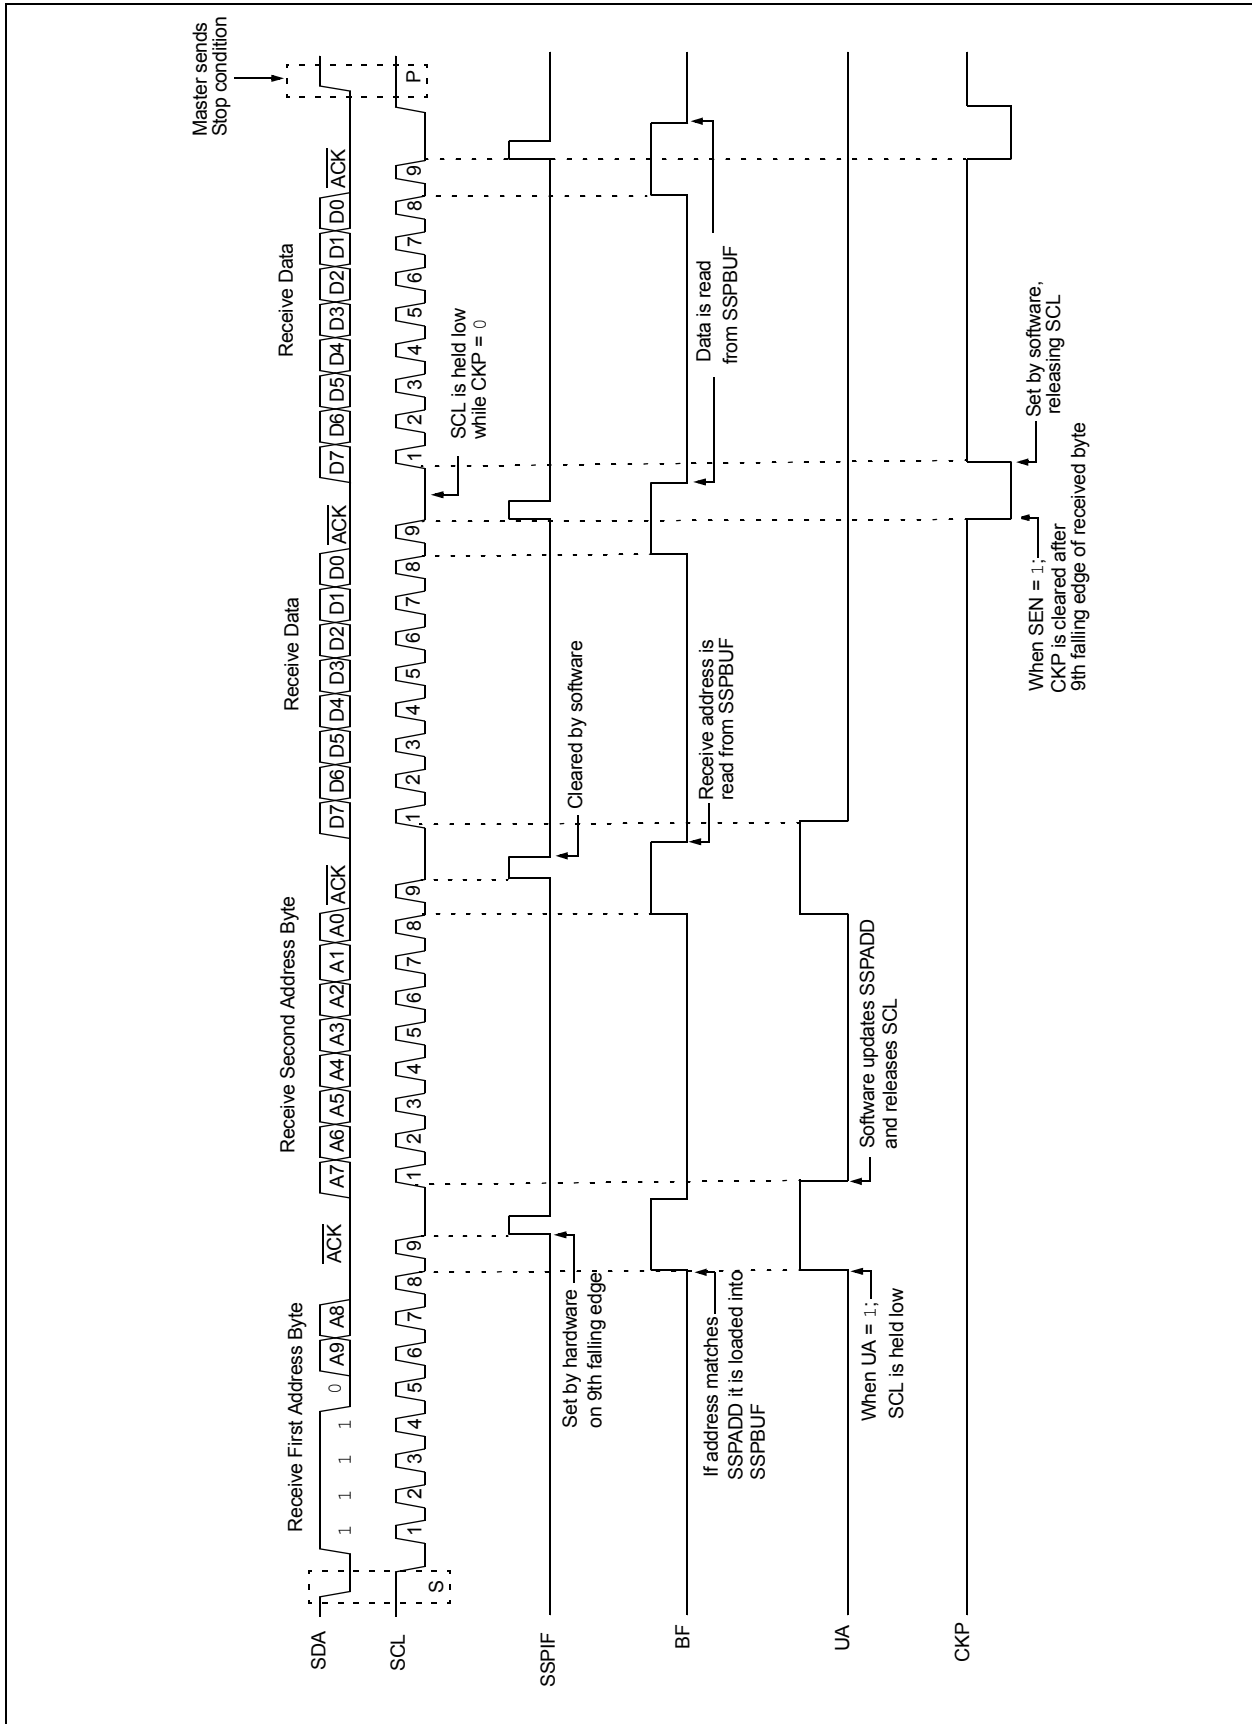 Master sends
Stop condition
Receive First Address Byte
Receive Second Address Byte
Receive Data
Receive Data
SDA
1 1 1 1 0 A9 A8 ACK A7 A6 A5 A4 A3 A2 A1 A0 ACK D7 D6 D5 D4 D3 D2 D1 D0 ACK D7 D6 D5 D4 D3 D2 D1 D0 ACK
SCL
S 1 2 3 4 5 6 7 8 9 1 2 3 4 5 6 7 8 9 1 2 3 4 5 6 7 8 9 1 2 3 4 5 6 7 8 9 P
SCL is held low
while CKP = 0
SSPIF
Set by hardware
on 9th falling edge
Cleared by software
BF
If address matches
SSPADD it is loaded into
SSPBUF
Receive address is
read from SSPBUF
Data is read
from SSPBUF
UA
When UA = 1;
SCL is held low
Software updates SSPADD
and releases SCL
CKP
When SEN = 1;
CKP is cleared after
9th falling edge of received byte
Set by software,
releasing SCL